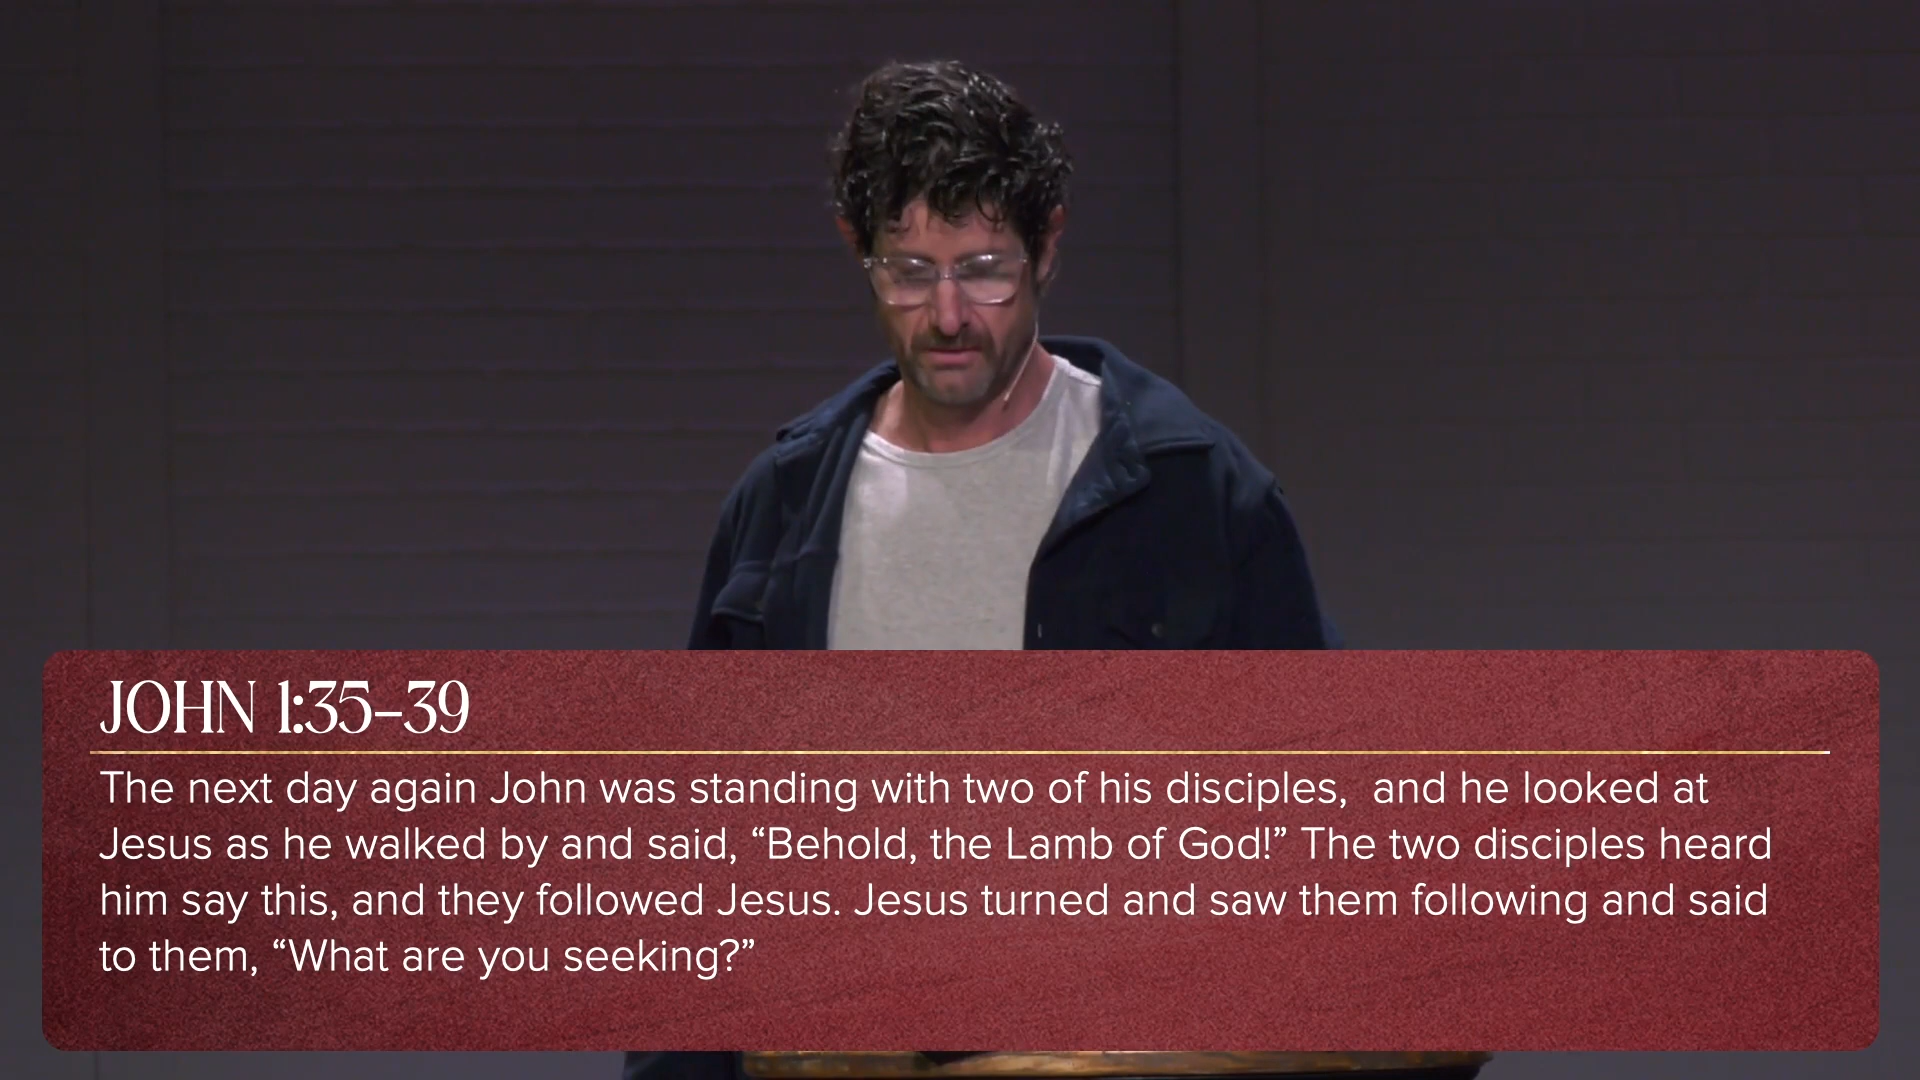 JOHN 1:35–39
The next day again John was standing with two of his disciples,  and he looked at
Jesus as he walked by and said, “Behold, the Lamb of God!” The two disciples heard
him say this, and they followed Jesus. Jesus turned and saw them following and said
to them, “What are you seeking?”